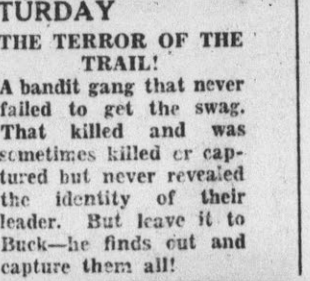 TURDAY
THE TERROR OF THE
TRAIL!
A bandit gang that never
failed to get the swag.
That killed and was
sometimes killed or cap-
tured but never revealed
the identity of their
leader. But leave it to
Buck—he finds out and
capture them all!